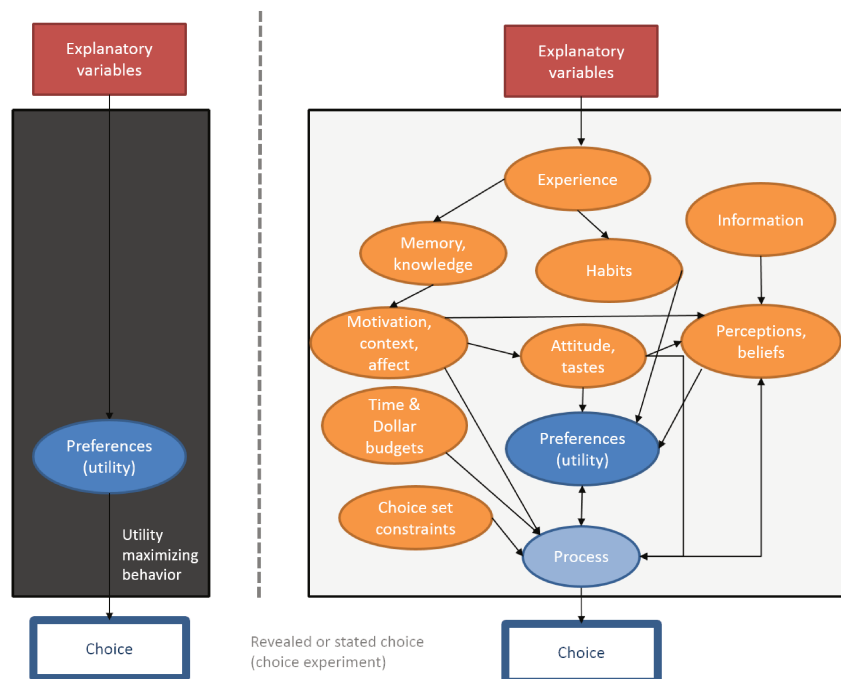 Explanatory
variables
Preferences
(utility)
Utility
maximizing
behavior
Choice
Revealed or stated choice
(choice experiment)
Explanatory
variables
Experience
Information
Memory,
knowledge
Habits
Motivation,
context,
affect
Attitude,
tastes
Perceptions,
beliefs
Time &
Dollar
budgets
Preferences
(utility)
Choice set
constraints
Process
Choice